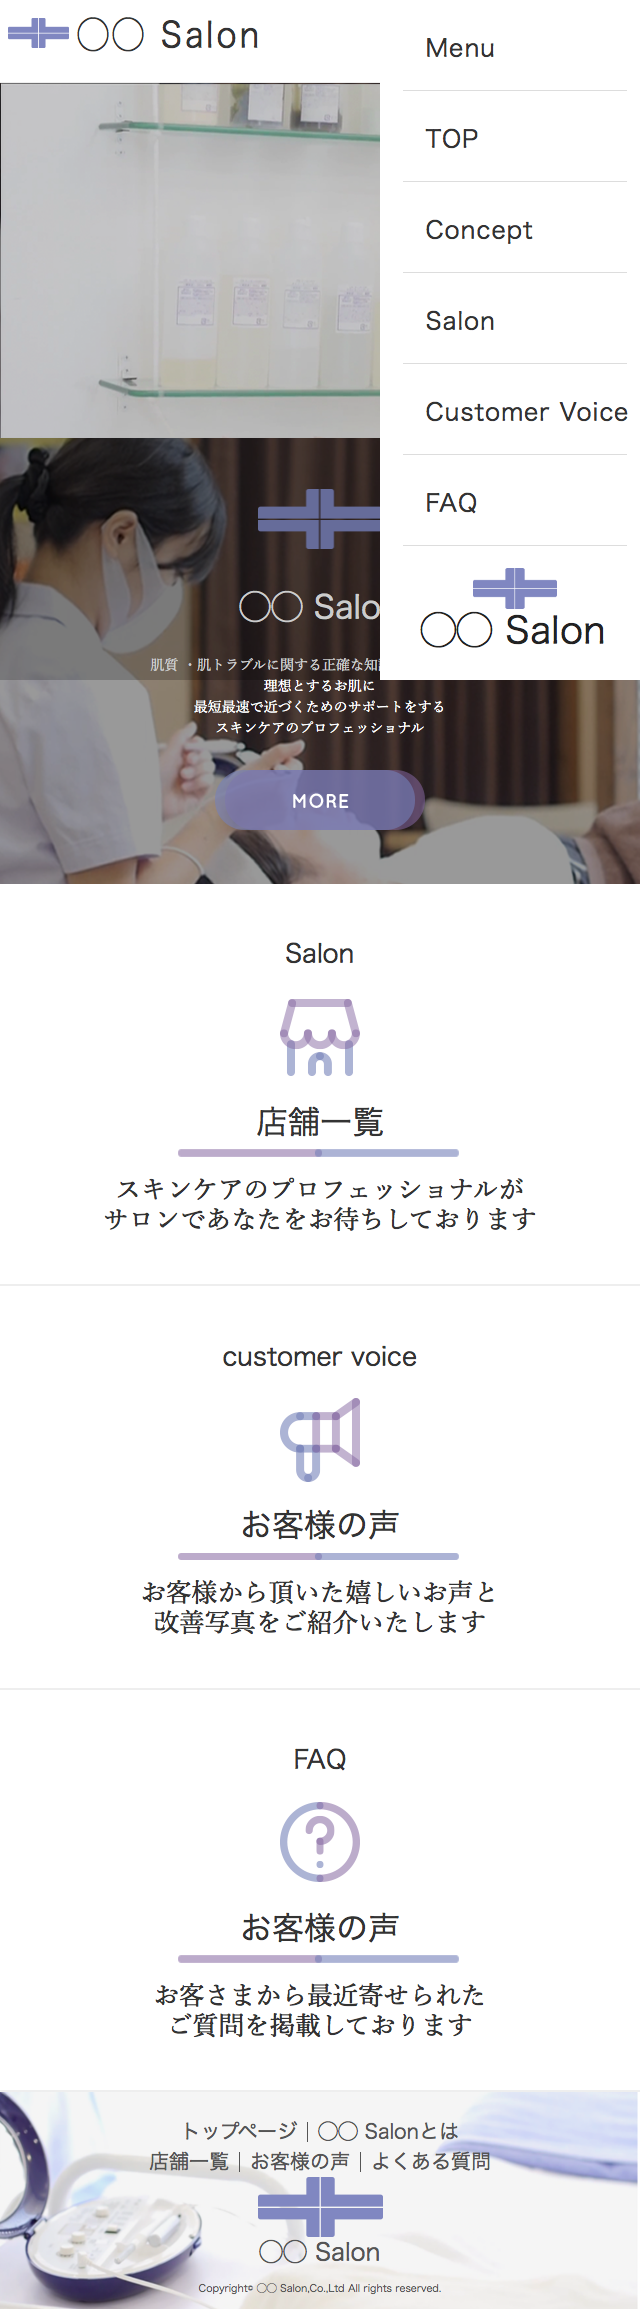 〇〇 Salon
Menu
TOP
Concept
Salon
Customer Voice
FAQ
〇〇 Salon
〇〇 Salo
肌質 ・肌トラブルに関する正確な知
理想とするお肌に
最短最速で近づくためのサポートをする
スキンケアのプロフェッショナル
MORE
Salon
店舗一覧
スキンケアのプロフェッショナルが
サロンであなたをお待ちしております
customer voice
お客様の声
お客様から頂いた嬉しいお声と
改善写真をご紹介いたします
FAQ
お客様の声
お客さまから最近寄せられた
ご質問を掲載しております
トップページ｜〇〇 Salonとは
店舗一覧｜お客様の声｜よくある質問
〇〇 Salon
Copyright© 〇〇 Salon,Co.,Ltd All rights reserved.